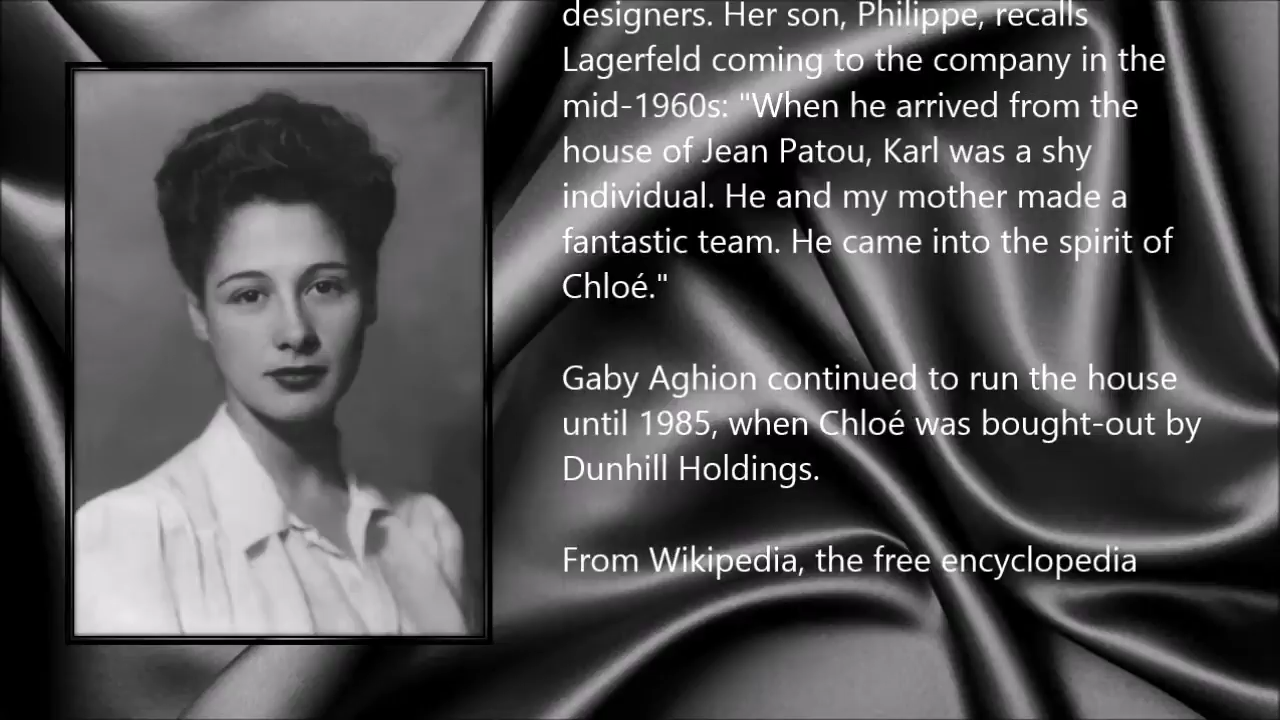 designers. Her son, Philippe, recalls
Lagerfeld coming to the company in the
mid-1960s: "When he arrived from the
house of Jean Patou, Karl was a shy
individual. He and my mother made a
fantastic team. He came into the spirit of
Chloé."
Gaby Aghion continued to run the house
until 1985, when Chloé was bought-out by
Dunhill Holdings.
From Wikipedia, the free encyclopedia